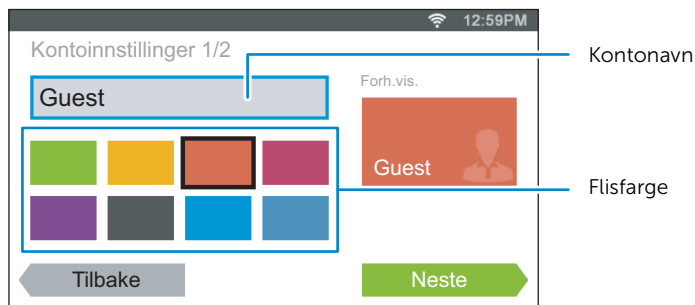 12:59PM
Kontoinnstillinger 1/2
Kontonavn
Guest
Forh.vis.
Guest
Flisfarge
Tilbake
Neste